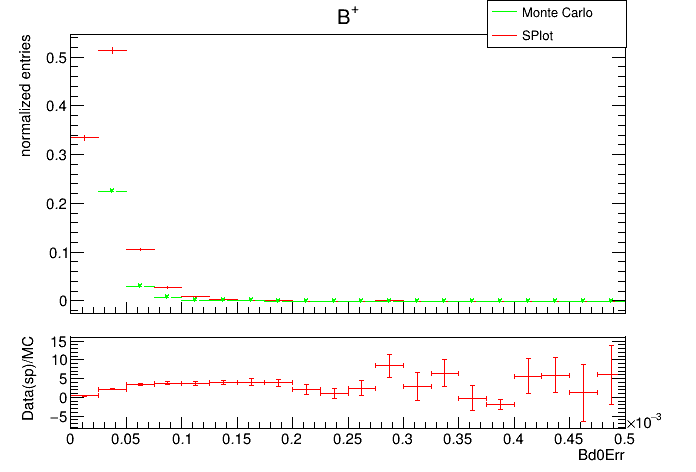 B+
Monte Carlo
SPlot
normalized entries
0.5
0.4
0.3
0.2
0.1
0
Data(sp)/MC
15
10
5
0
−5
0 0.05 0.1 0.15 0.2 0.25 0.3 0.35 0.4 0.45 0.5
×10−3
Bd0Err